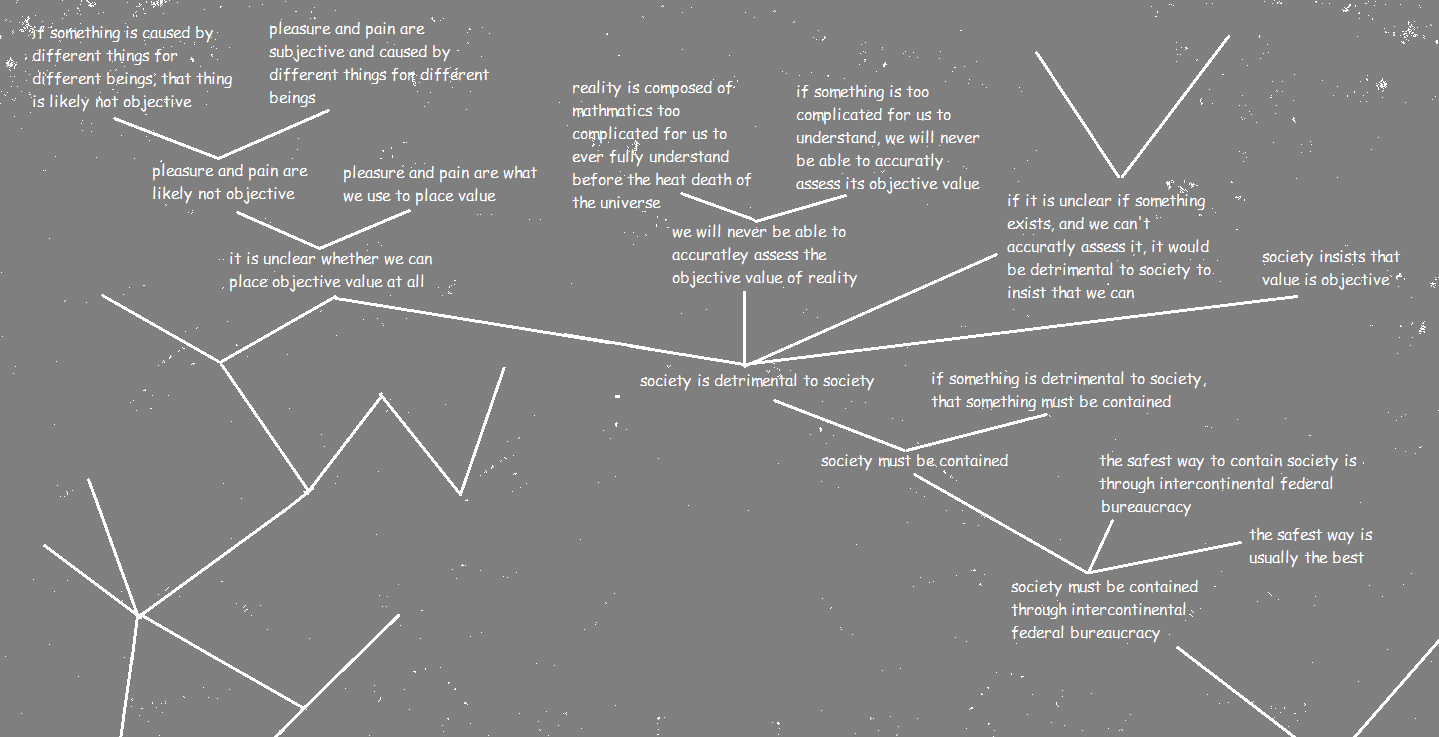 if something is caused by
different things for
different beings, that thing
is likely not objective
pleasure and pain are
subjective and caused by
different things for different
beings
pleasure and pain are
likely not objective
pleasure and pain are what
we use to place value
it is unclear whether we can
place objective value at all
reality is composed of
mathmatics too
complicated for us to
ever fully understand
before the heat death of
the universe
if something is too
complicated for us to
understand, we will never
be able to accuratly
assess its objective value
we will never be able to
accuratley assess the
objective value of reality
if it is unclear if something
exists, and we can't
accuratly assess it, it would
be detrimental to society to
insist that we can
society insists that
value is objective
society is detrimental to society
if something is detrimental to society,
that something must be contained
society must be contained
the safest way to contain society is
through intercontinental federal
bureaucracy
the safest way is
usually the best
society must be contained
through intercontinental
federal bureaucracy